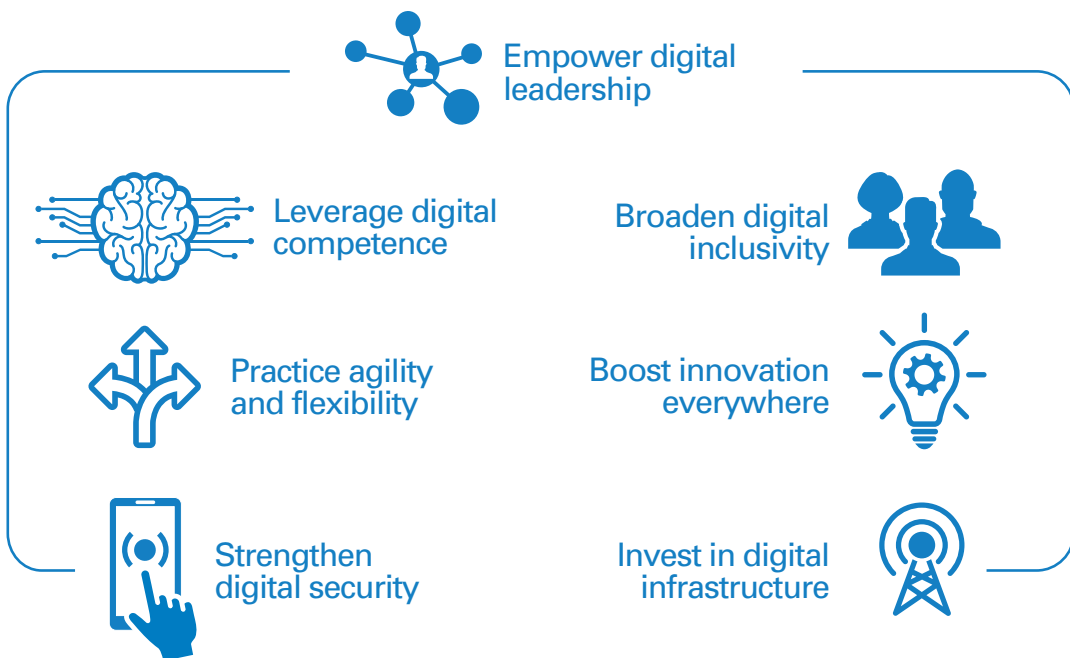 Empower digital
leadership
Leverage digital
competence
Broaden digital
inclusivity
Practice agility
and flexibility
Boost innovation
everywhere
Strengthen
digital security
Invest in digital
infrastructure